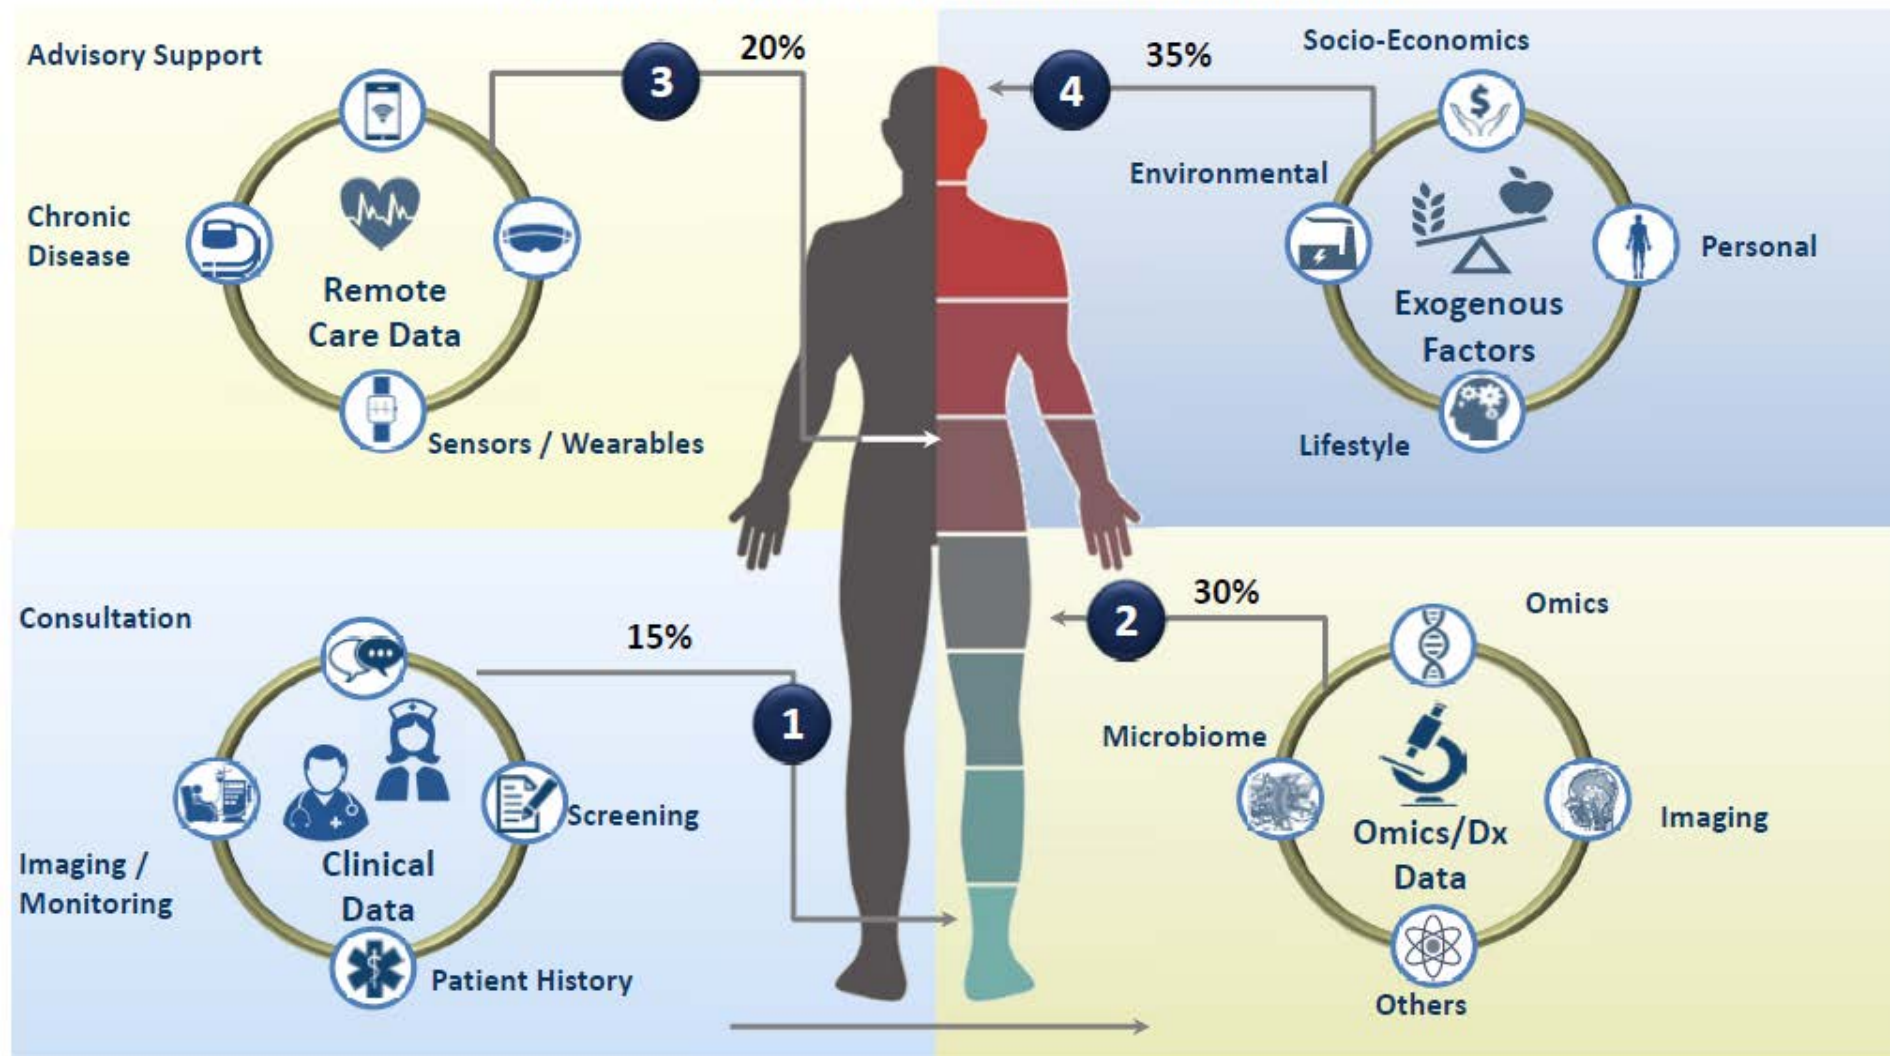 Advisory Support
3
20%
Chronic
Disease
Remote
Care Data
Sensors / Wearables
4
35%
Socio-Economics
$
Environmental
Personal
Exogenous
Factors
Lifestyle
Consultation
15%
1
Screening
Imaging /
Monitoring
Clinical
Data
Patient History
2
30%
Omics
Microbiome
Imaging
Omics/Dx
Data
Others